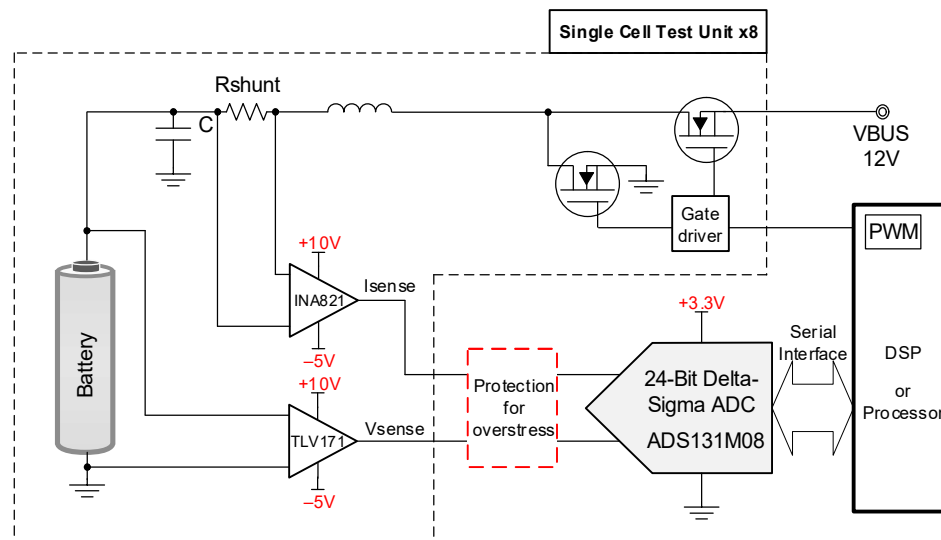 Single Cell Test Unit x8
Rshunt
C
VBUS
12V
Gate
driver
PWM
+10V
INA821
Isense
–5V
+3.3V
Serial
Interface
DSP
or
Processor
Battery
Protection
for
overstress
24-Bit Delta-
Sigma ADC
ADS131M08
+10V
TLV171
Vsense
–5V